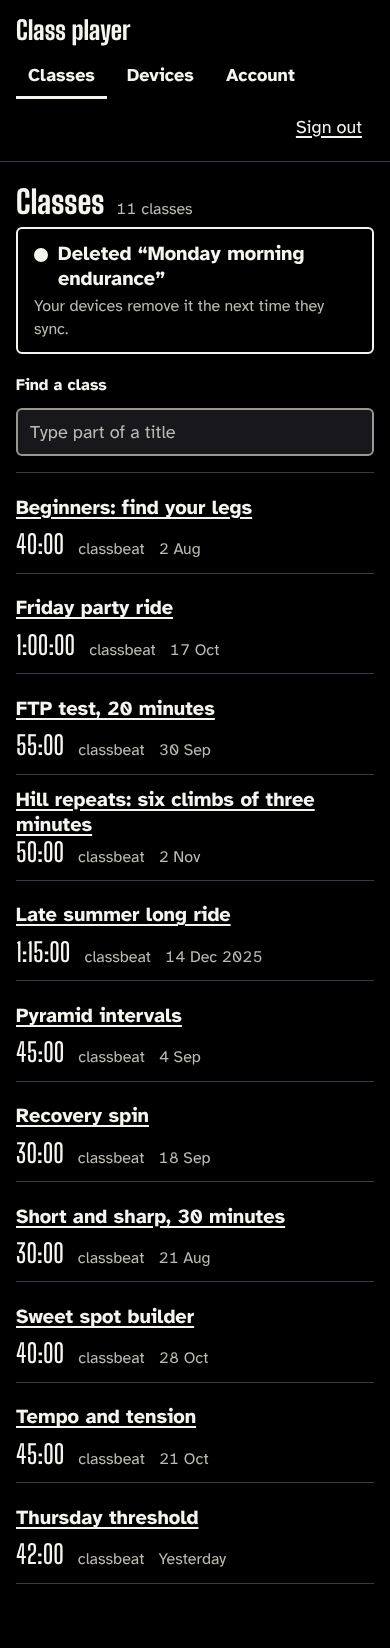 Class player
Classes Devices Account
Sign out
Classes 11 classes
Deleted “Monday morning
endurance”
Your devices remove it the next time they
sync.
Find a class
Type part of a title
Beginners: find your legs
40:00 classbeat 2 Aug
Friday party ride
1:00:00 classbeat 17 Oct
FTP test, 20 minutes
55:00 classbeat 30 Sep
Hill repeats: six climbs of three
minutes
50:00 classbeat 2 Nov
Late summer long ride
1:15:00 classbeat 14 Dec 2025
Pyramid intervals
45:00 classbeat 4 Sep
Recovery spin
30:00 classbeat 18 Sep
Short and sharp, 30 minutes
30:00 classbeat 21 Aug
Sweet spot builder
40:00 classbeat 28 Oct
Tempo and tension
45:00 classbeat 21 Oct
Thursday threshold
42:00 classbeat Yesterday